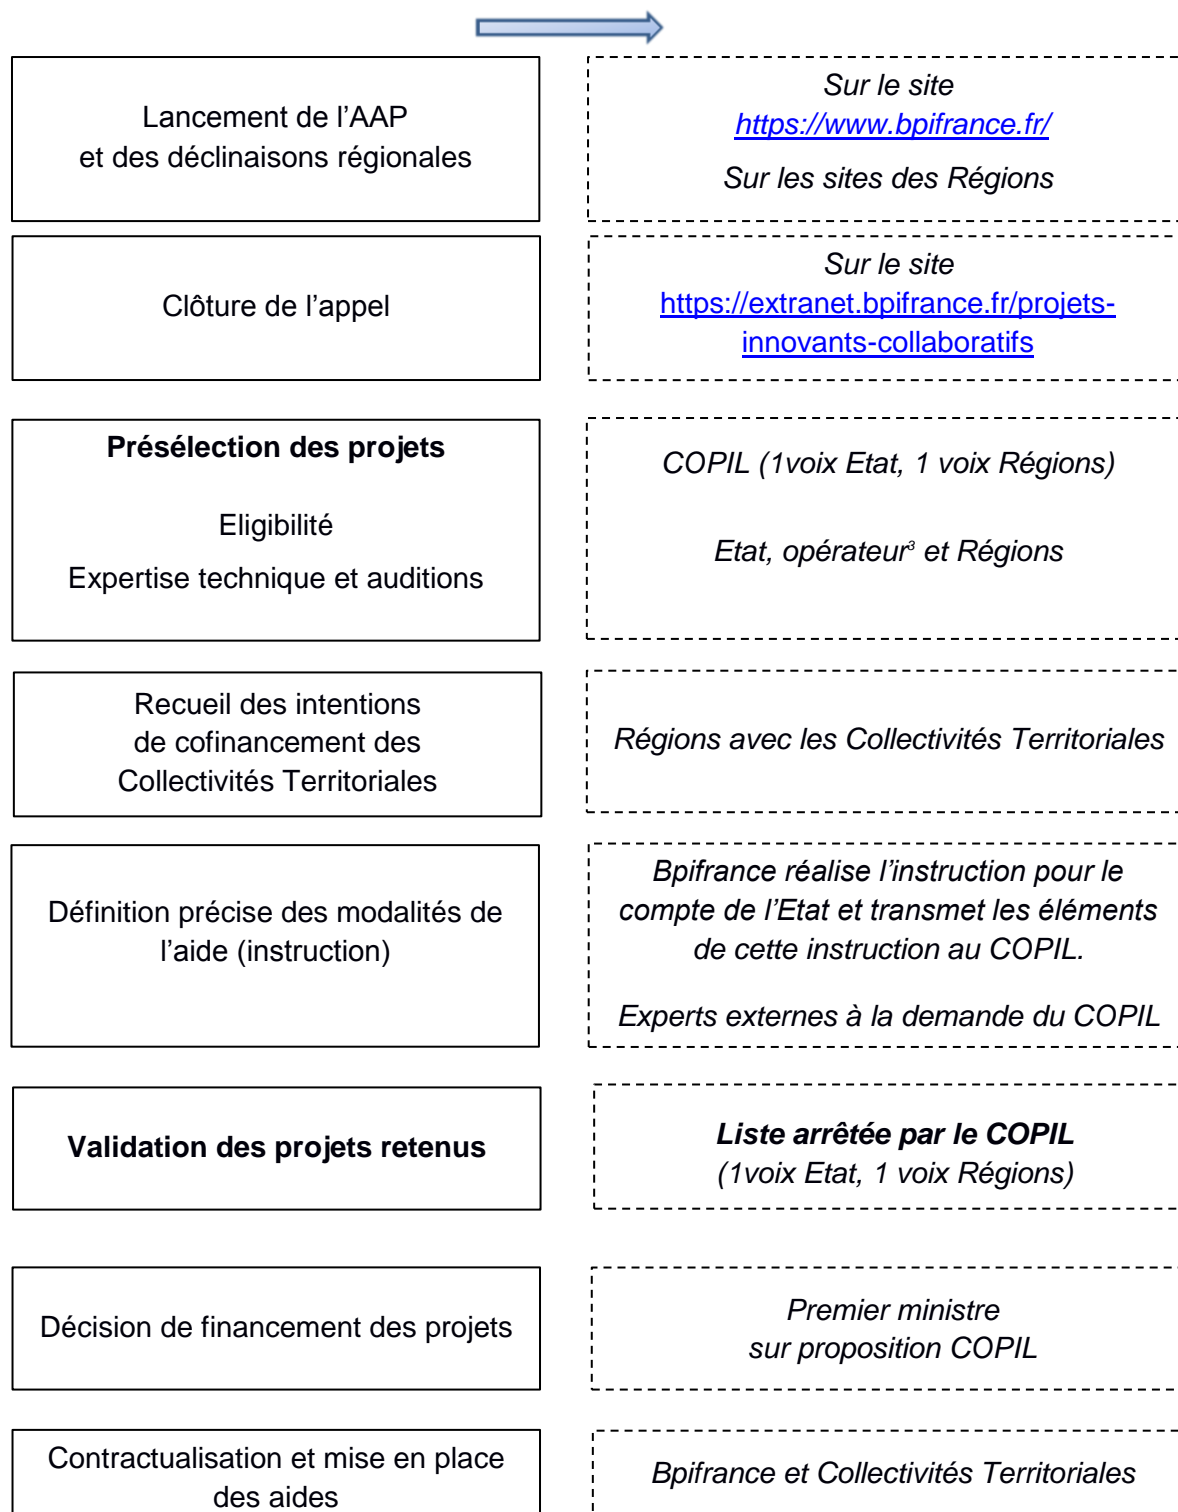 Lancement de l’AAP
et des déclinaisons régionales
Sur le site
https://www.bpifrance.fr/
Sur les sites des Régions
Clôture de l’appel
Sur le site
https://extranet.bpifrance.fr/projets-
innovants-collaboratifs
Présélection des projets
Eligibilité
Expertise technique et auditions
COPIL (1voix Etat, 1 voix Régions)
Etat, opérateur³ et Régions
Recueil des intentions
de cofinancement des
Collectivités Territoriales
Régions avec les Collectivités Territoriales
Définition précise des modalités de
l’aide (instruction)
Bpifrance réalise l’instruction pour le
compte de l’Etat et transmet les éléments
de cette instruction au COPIL.
Experts externes à la demande du COPIL
Validation des projets retenus
Liste arrêtée par le COPIL
(1voix Etat, 1 voix Régions)
Décision de financement des projets
Premier ministre
sur proposition COPIL
Contractualisation et mise en place
des aides
Bpifrance et Collectivités Territoriales